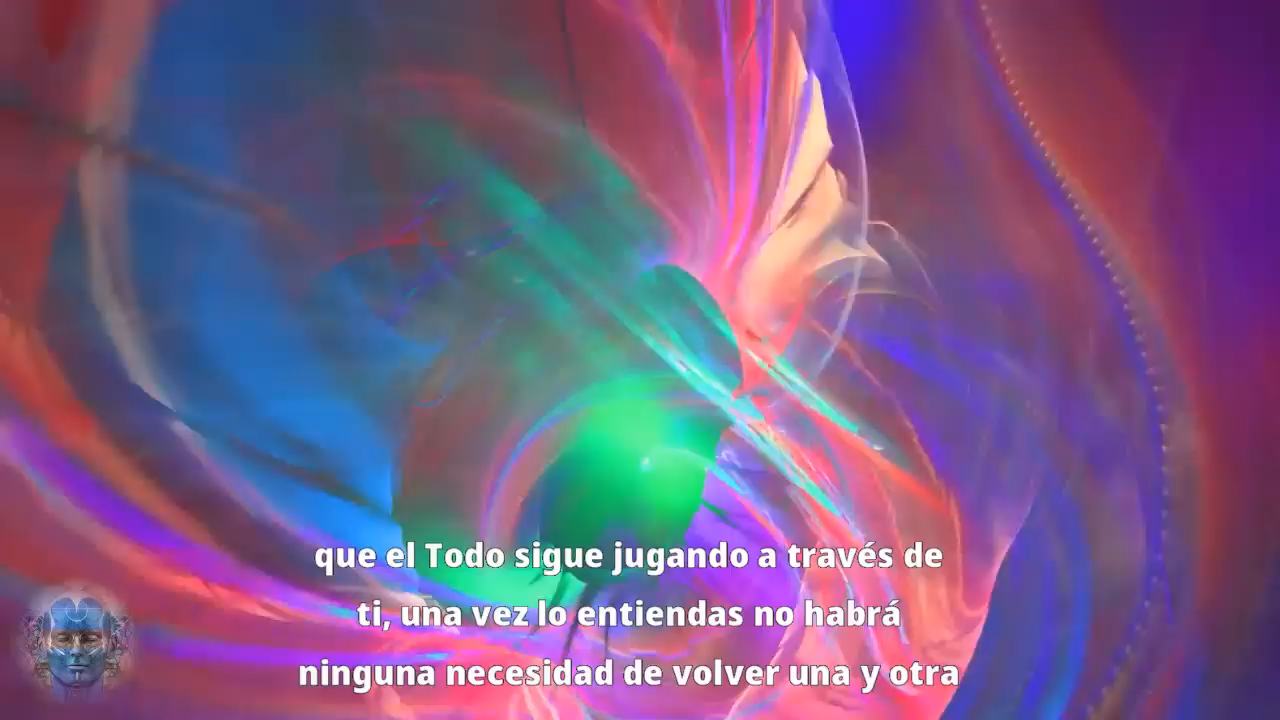 que el Todo sigue jugando a través de
ti, una vez lo entiendas no habrá
ninguna necesidad de volver una y otra